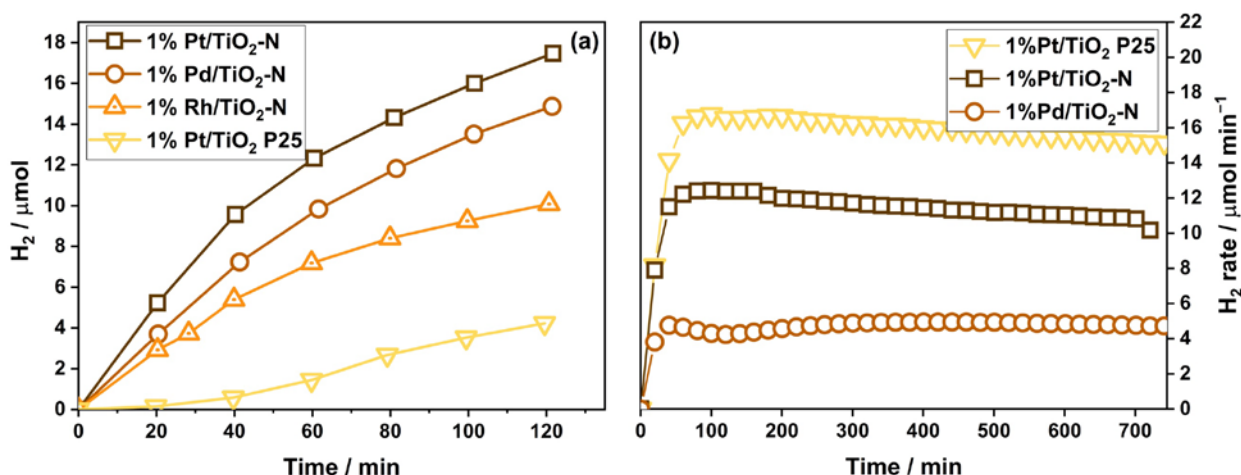 (a)
1% Pt/TiO₂-N
1% Pd/TiO₂-N
1% Rh/TiO₂-N
1% Pt/TiO₂ P25
H₂ / μmol
18
16
14
12
10
8
6
4
2
0
0 20 40 60 80 100 120
Time / min
(b)
1%Pt/TiO₂ P25
1%Pt/TiO₂-N
1%Pd/TiO₂-N
22
20
18
16
14
12
10
8
6
4
2
0
H₂ rate / μmol min⁻¹
0 100 200 300 400 500 600 700
Time / min